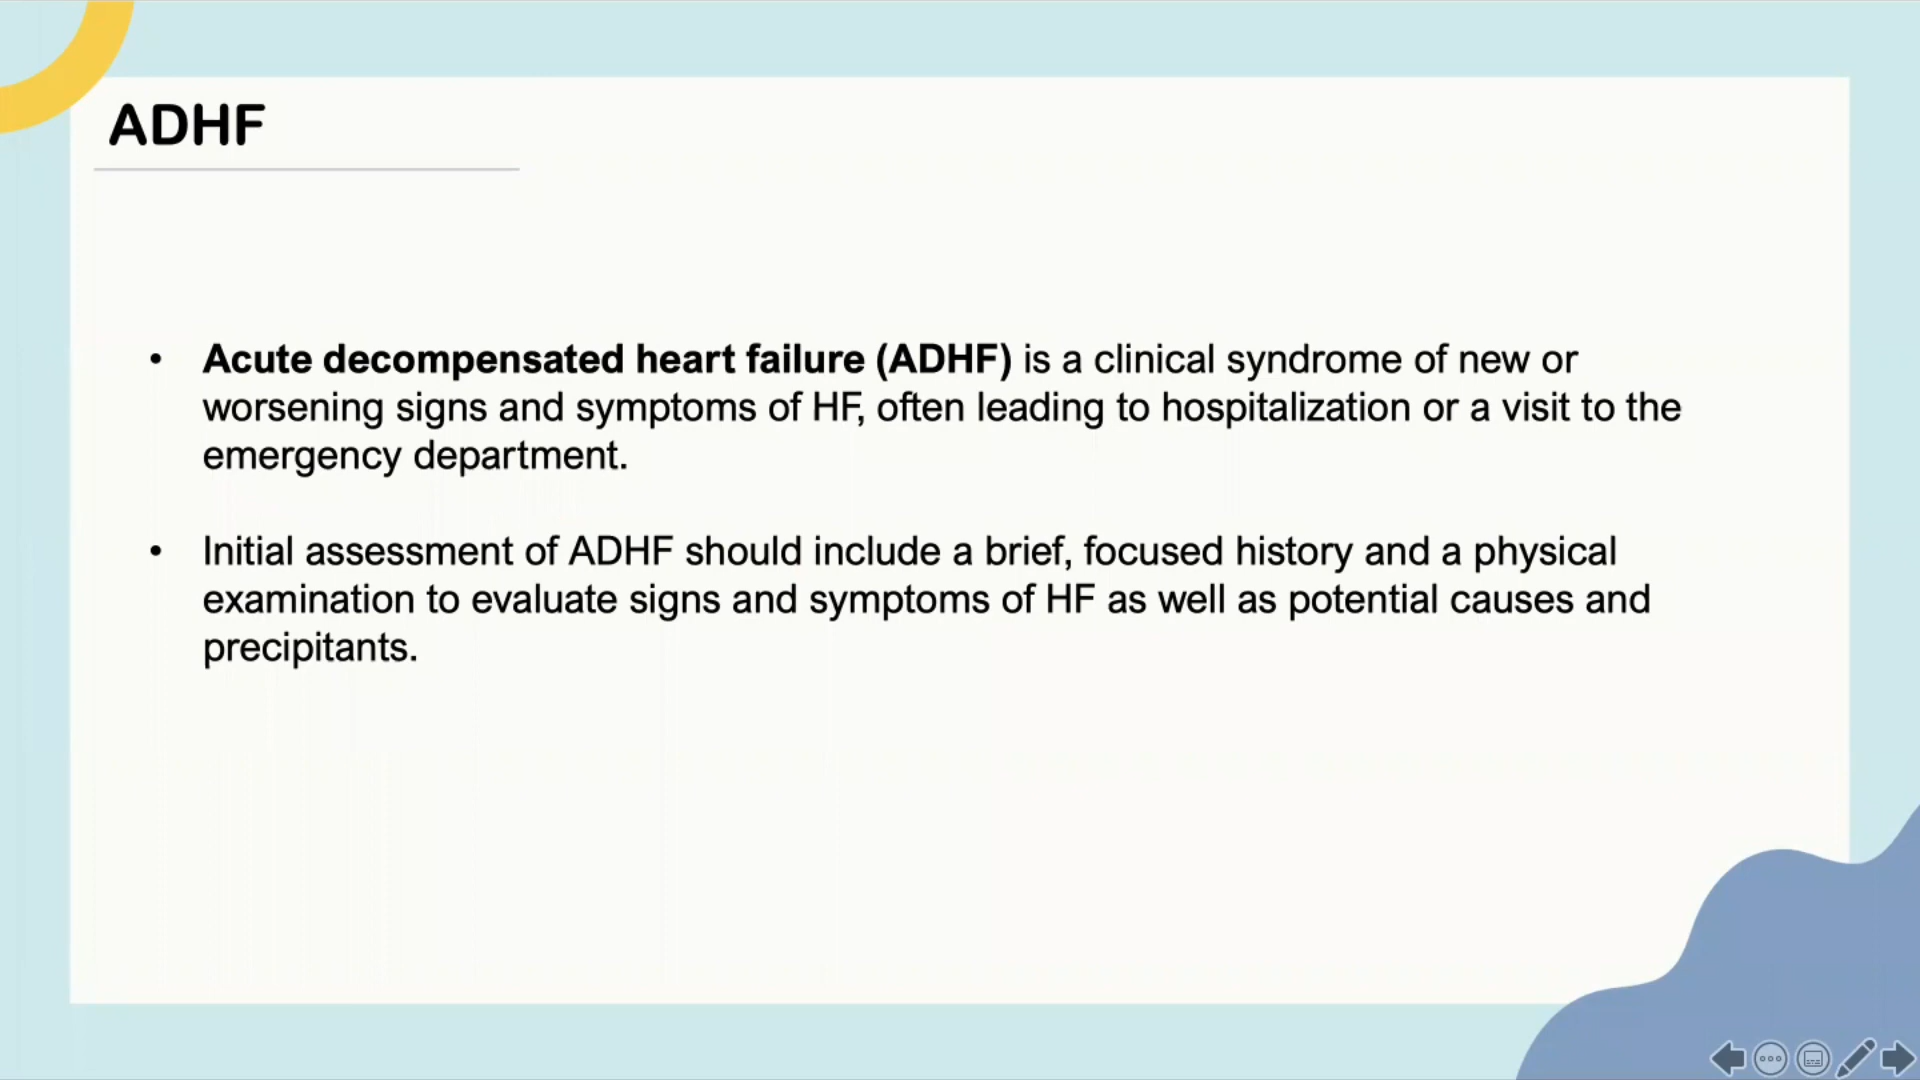 ADHF
• Acute decompensated heart failure (ADHF) is a clinical syndrome of new or
worsening signs and symptoms of HF, often leading to hospitalization or a visit to the
emergency department.
• Initial assessment of ADHF should include a brief, focused history and a physical
examination to evaluate signs and symptoms of HF as well as potential causes and
precipitants.